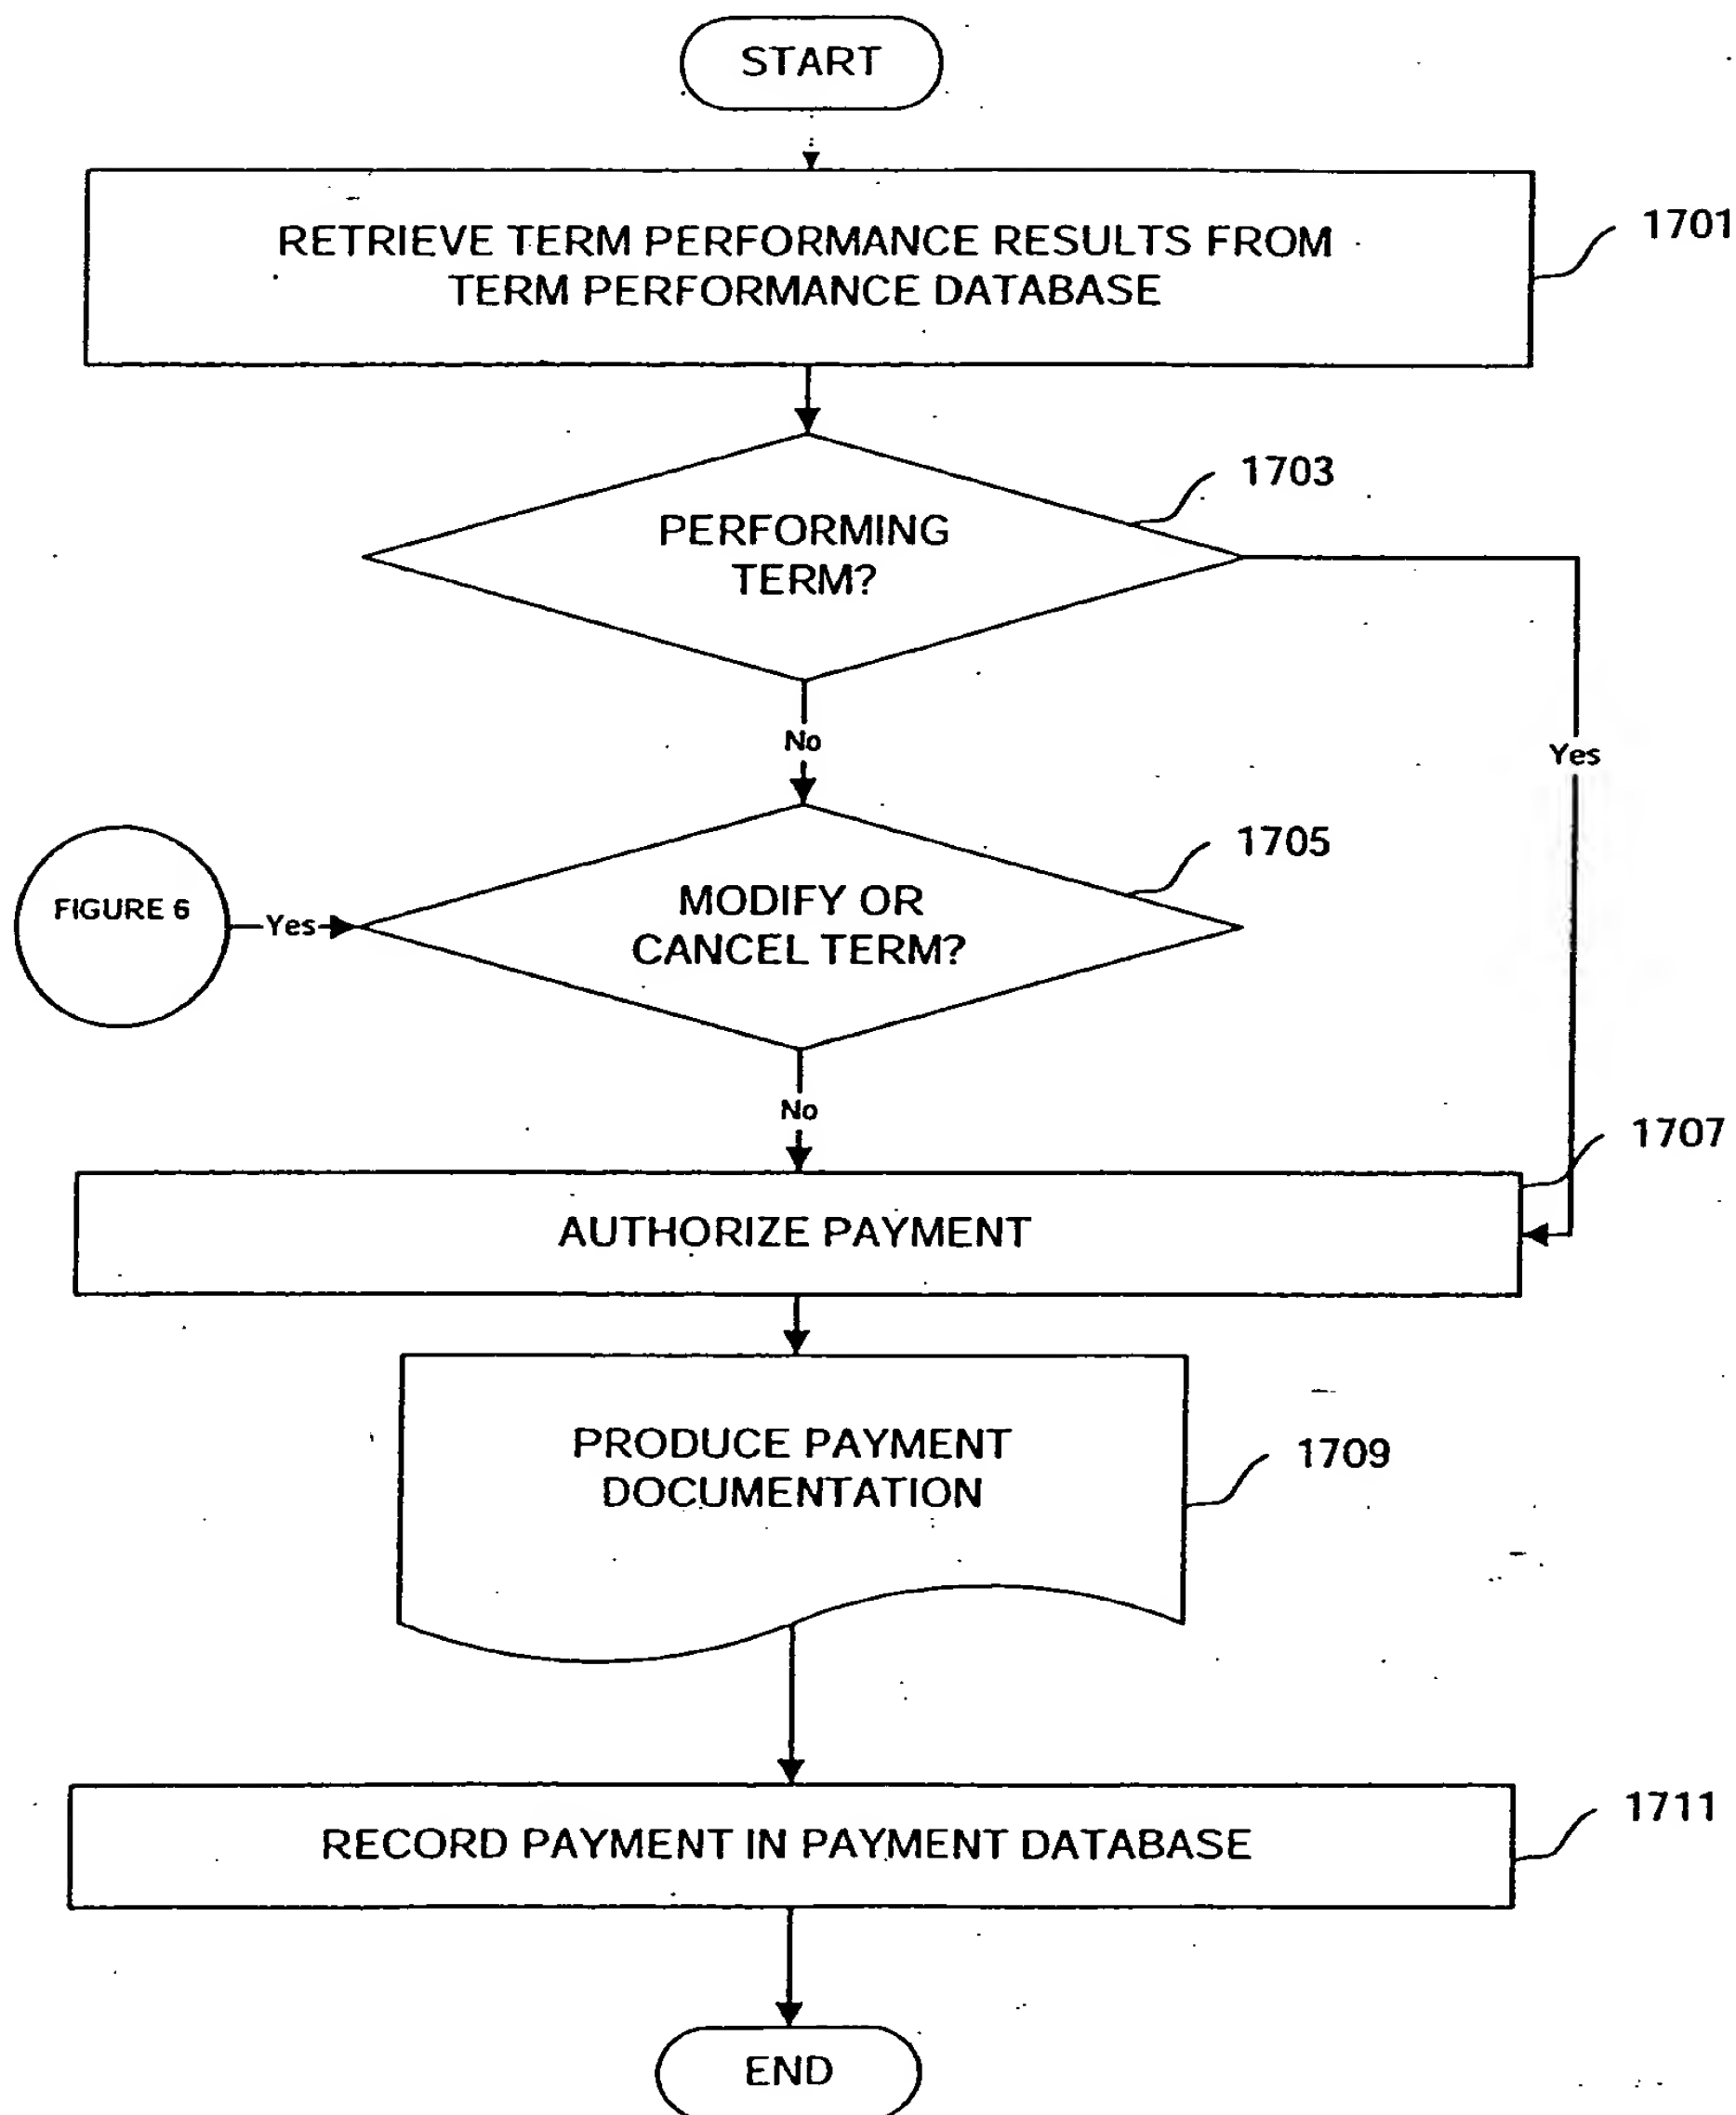 START
RETRIEVE TERM PERFORMANCE RESULTS FROM
TERM PERFORMANCE DATABASE
1701
PERFORMING
TERM?
1703
No
Yes
FIGURE 6
Yes
MODIFY OR
CANCEL TERM?
1705
No
AUTHORIZE PAYMENT
1707
PRODUCE PAYMENT
DOCUMENTATION
1709
RECORD PAYMENT IN PAYMENT DATABASE
1711
END